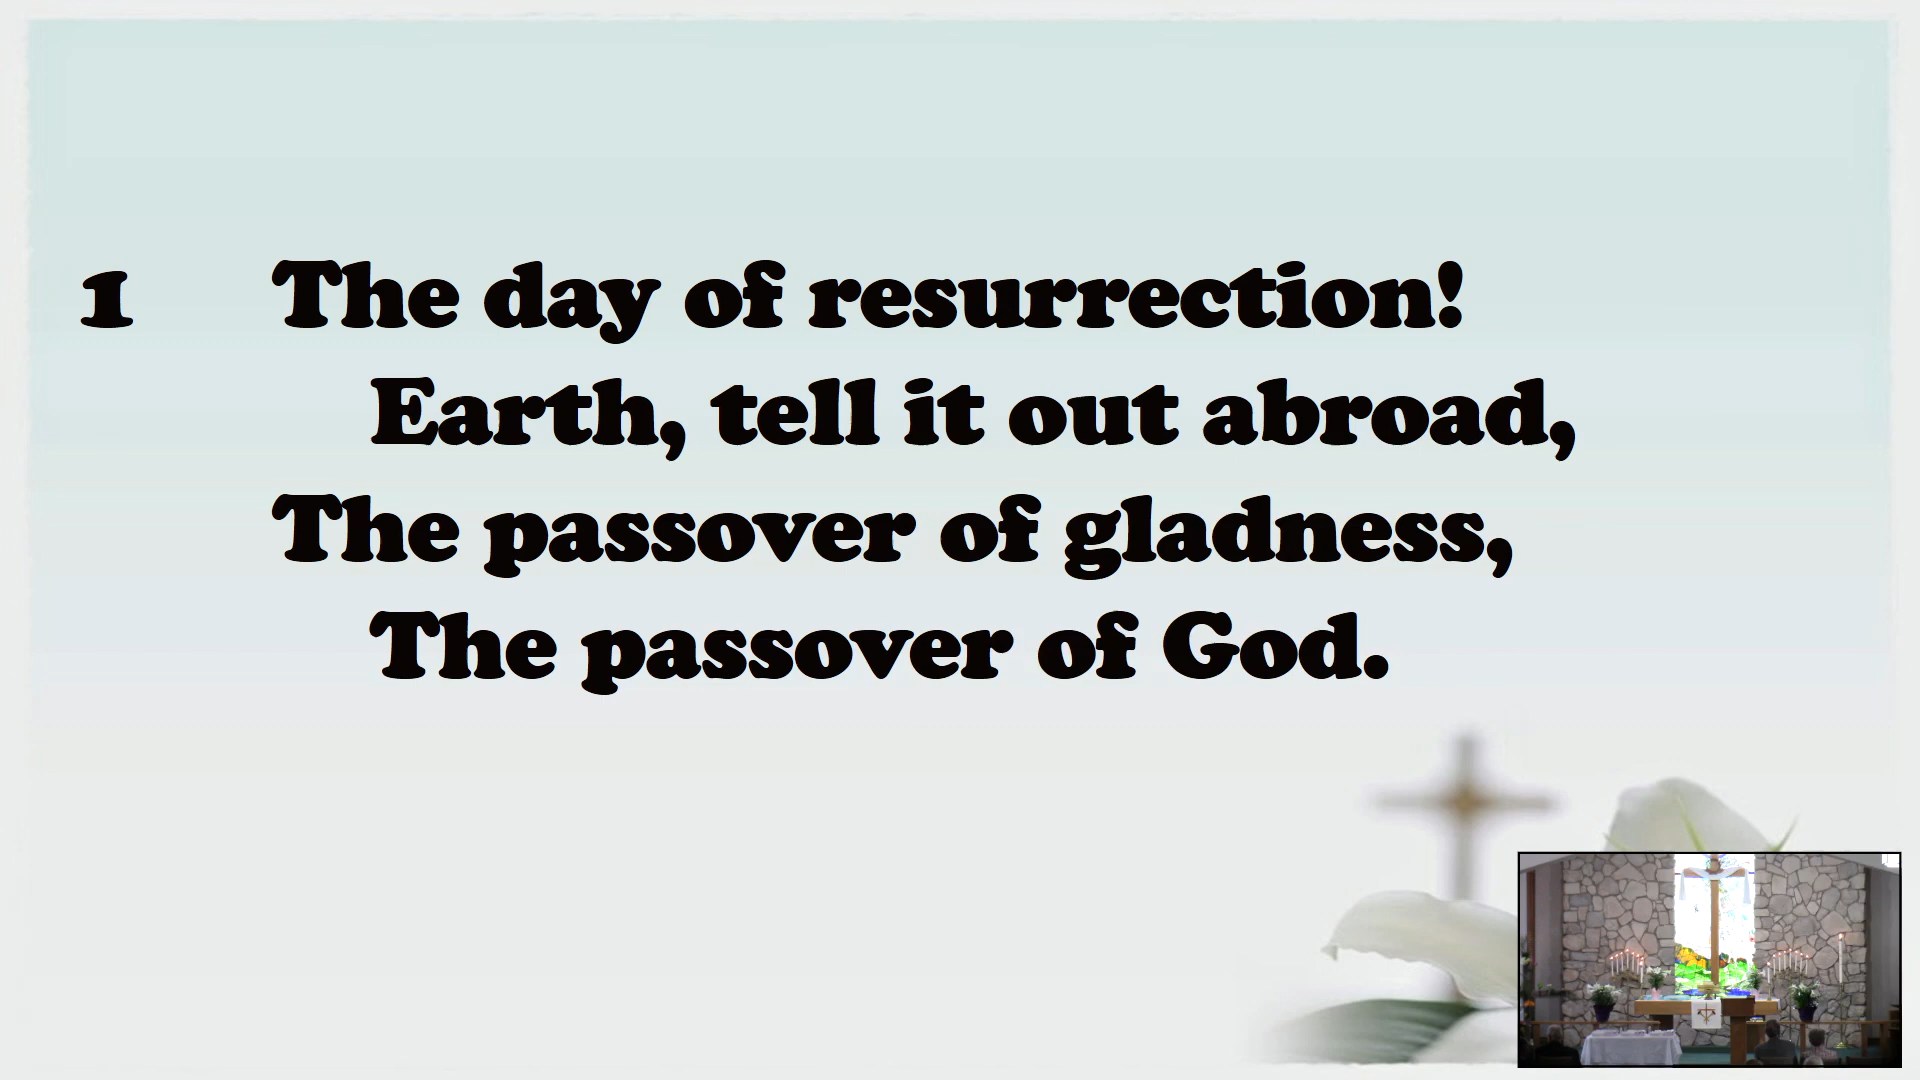 1 The day of resurrection!
Earth, tell it out abroad,
The passover of gladness,
The passover of God.